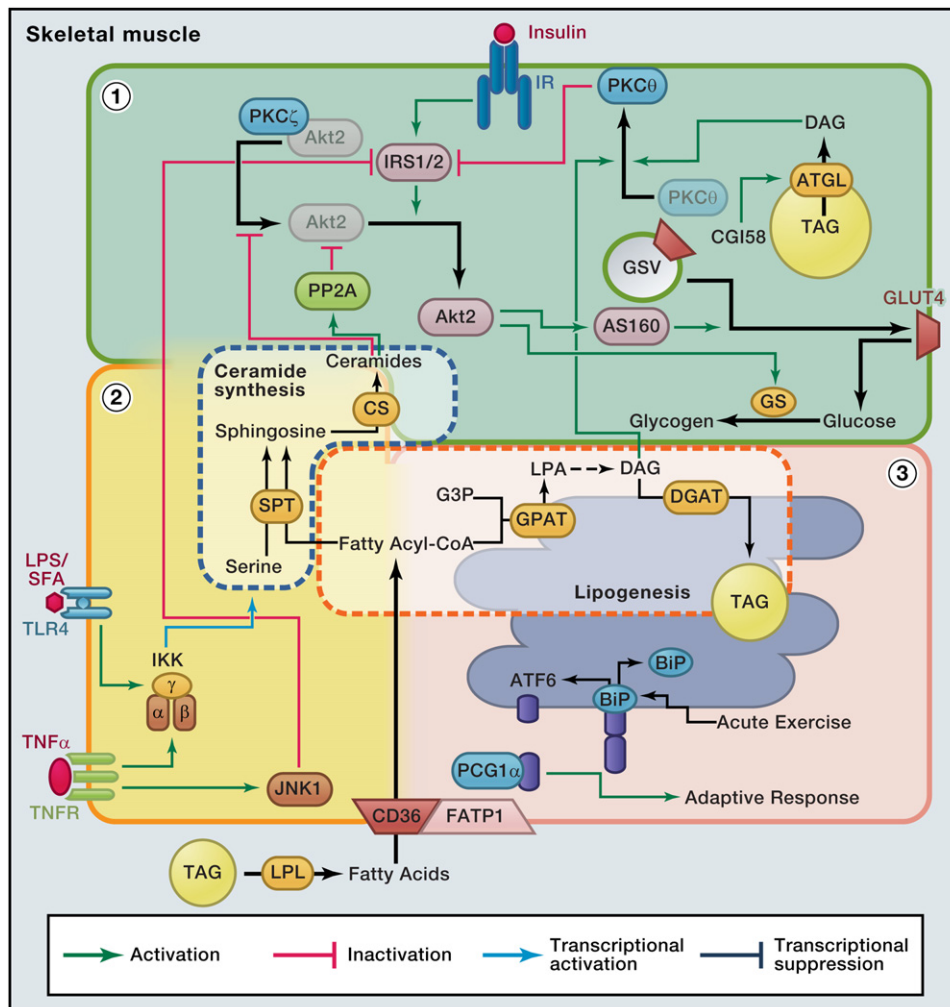 Skeletal muscle
Insulin
IR
1
PKCζ
Akt2
IRS1/2
PKCθ
DAG
ATGL
TAG
PKCθ
CGI58
Akt2
GSV
PP2A
Akt2
AS160
GLUT4
Ceramides
GS
Glycogen
Glucose
2
Ceramide
synthesis
CS
Sphingosine
3
LPA
DAG
G3P
DGAT
GPAT
SPT
Fatty Acyl-CoA
Serine
Lipogenesis
TAG
LPS/
SFA
TLR4
IKK
γ
α
β
BiP
ATF6
BiP
Acute Exercise
TNFα
TNFR
JNK1
PCG1α
Adaptive Response
CD36
FATP1
TAG
LPL
Fatty Acids
Activation
Inactivation
Transcriptional
activation
Transcriptional
suppression